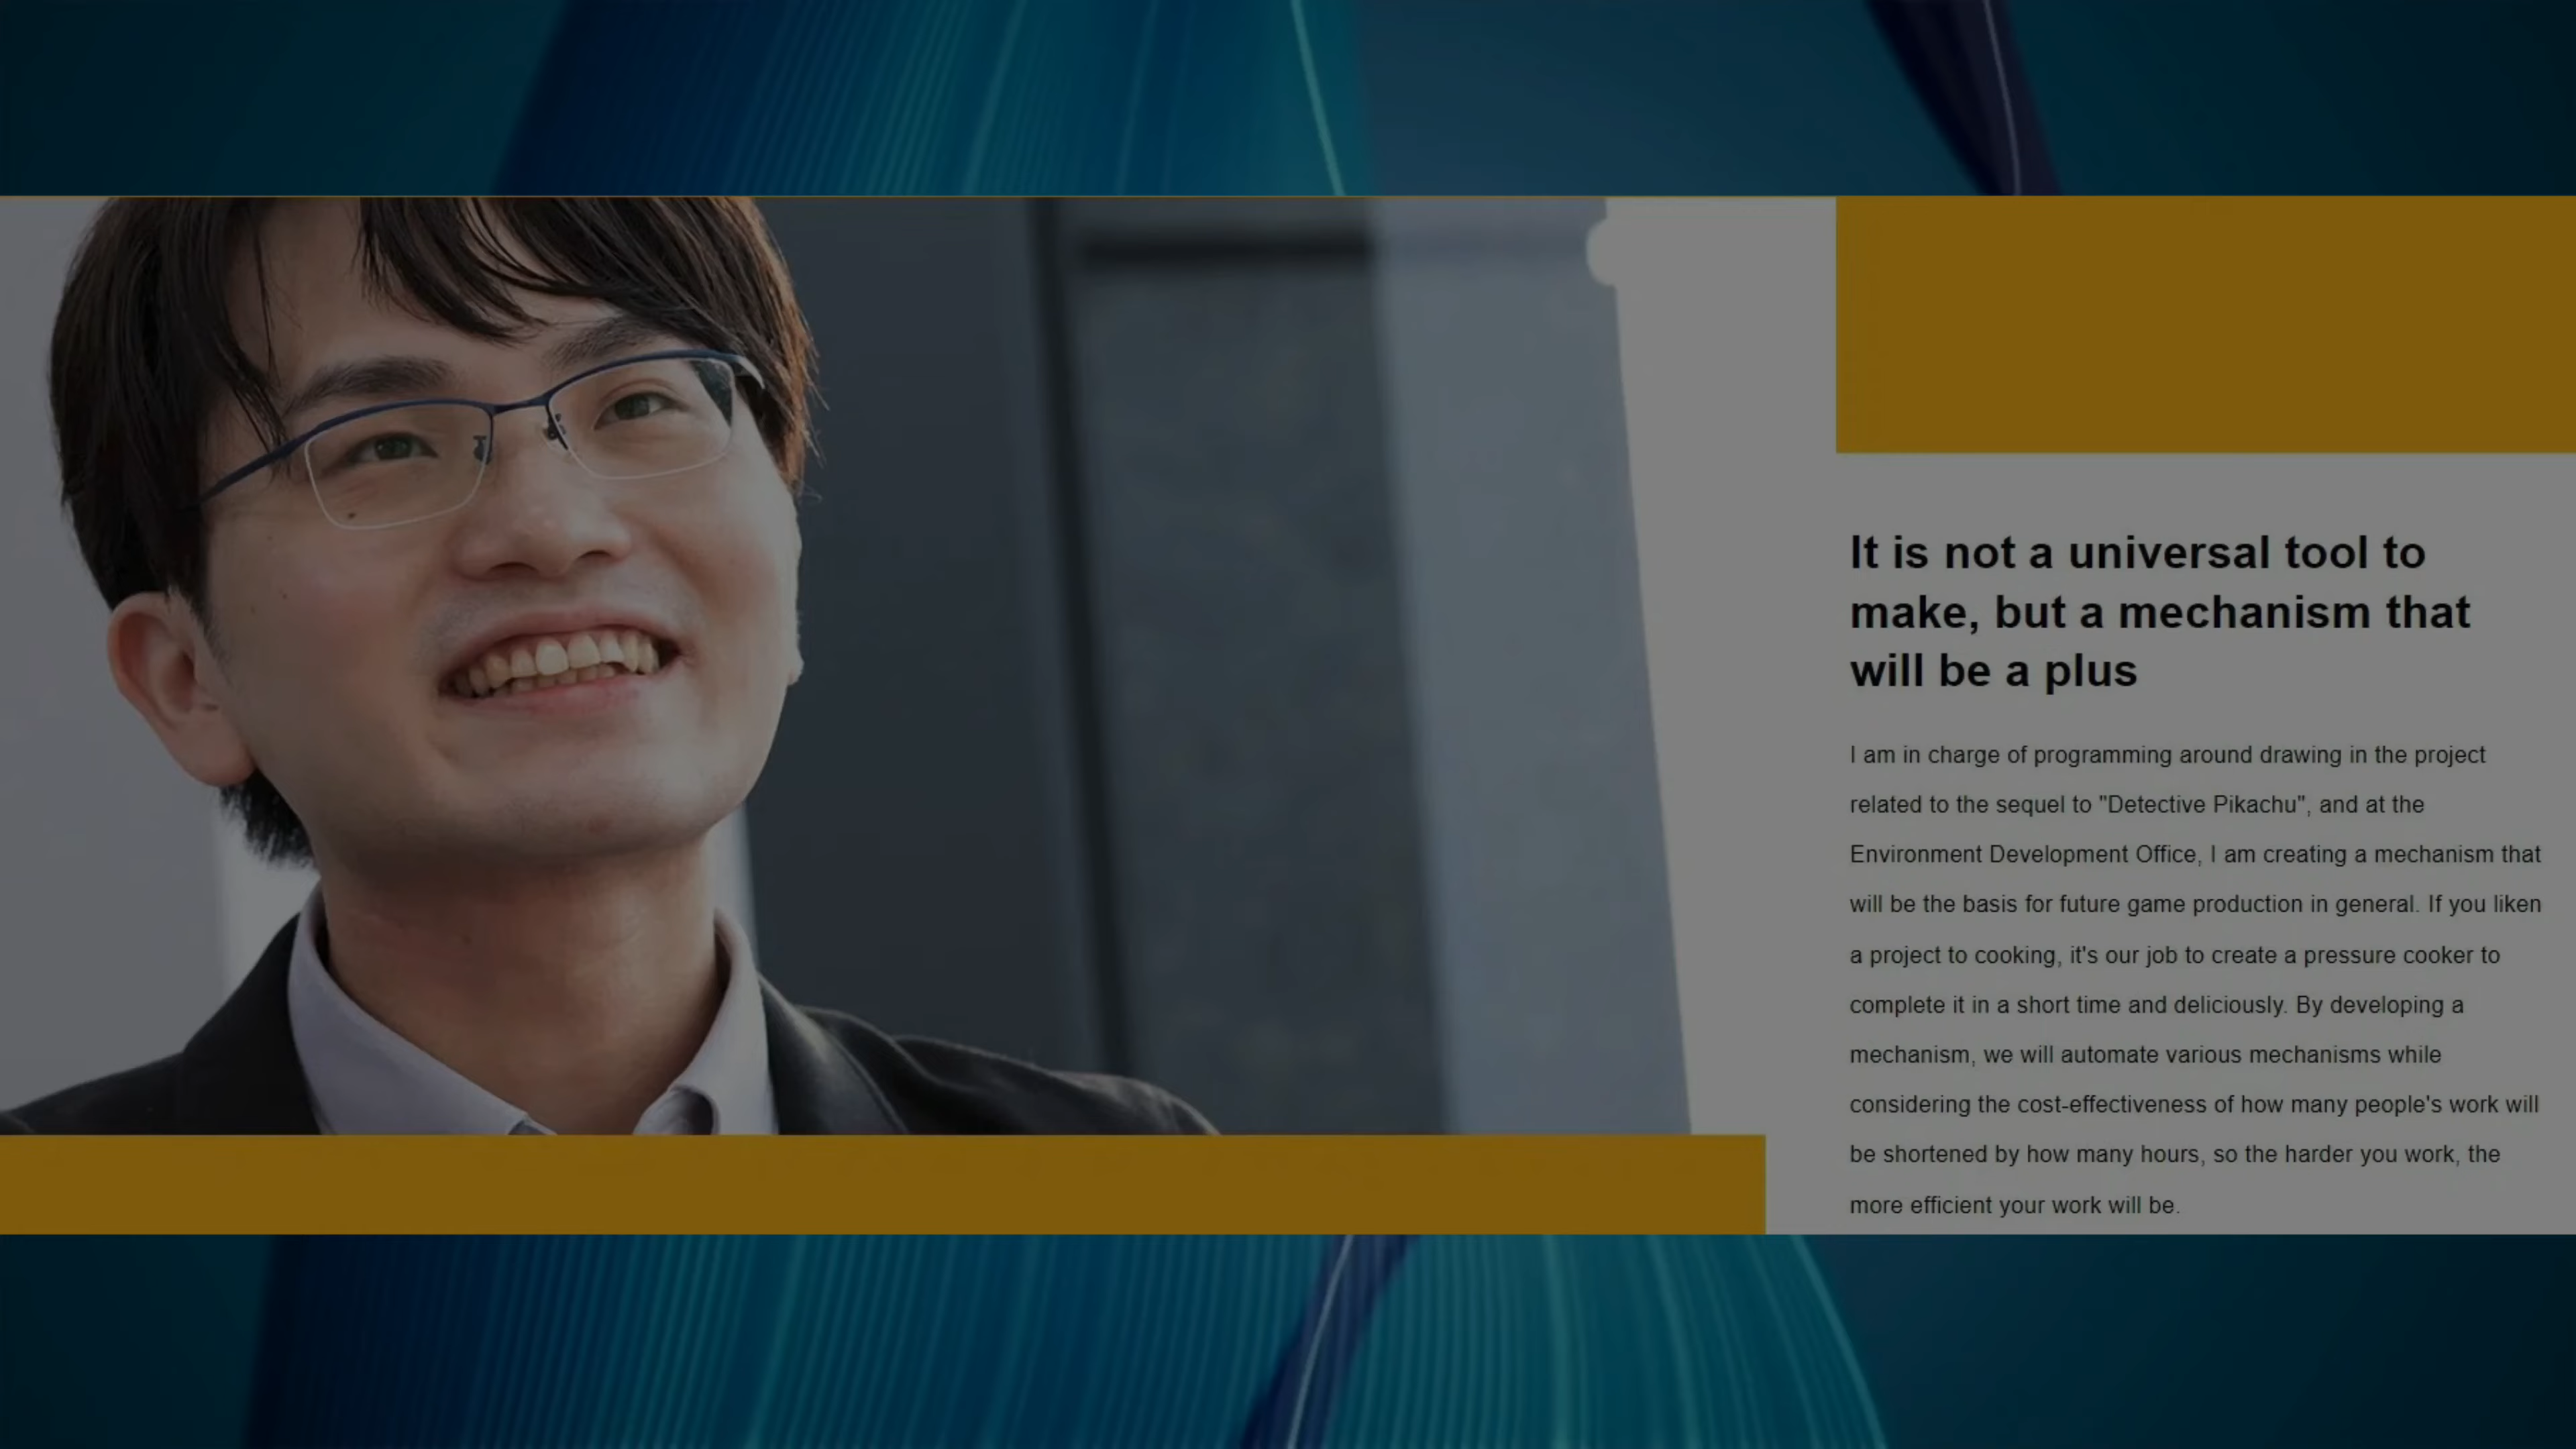 It is not a universal tool to
make, but a mechanism that
will be a plus
I am in charge of programming around drawing in the project
related to the sequel to "Detective Pikachu", and at the
Environment Development Office, I am creating a mechanism that
will be the basis for future game production in general. If you liken
a project to cooking, it's our job to create a pressure cooker to
complete it in a short time and deliciously. By developing a
mechanism, we will automate various mechanisms while
considering the cost-effectiveness of how many people's work will
be shortened by how many hours, so the harder you work, the
more efficient your work will be.